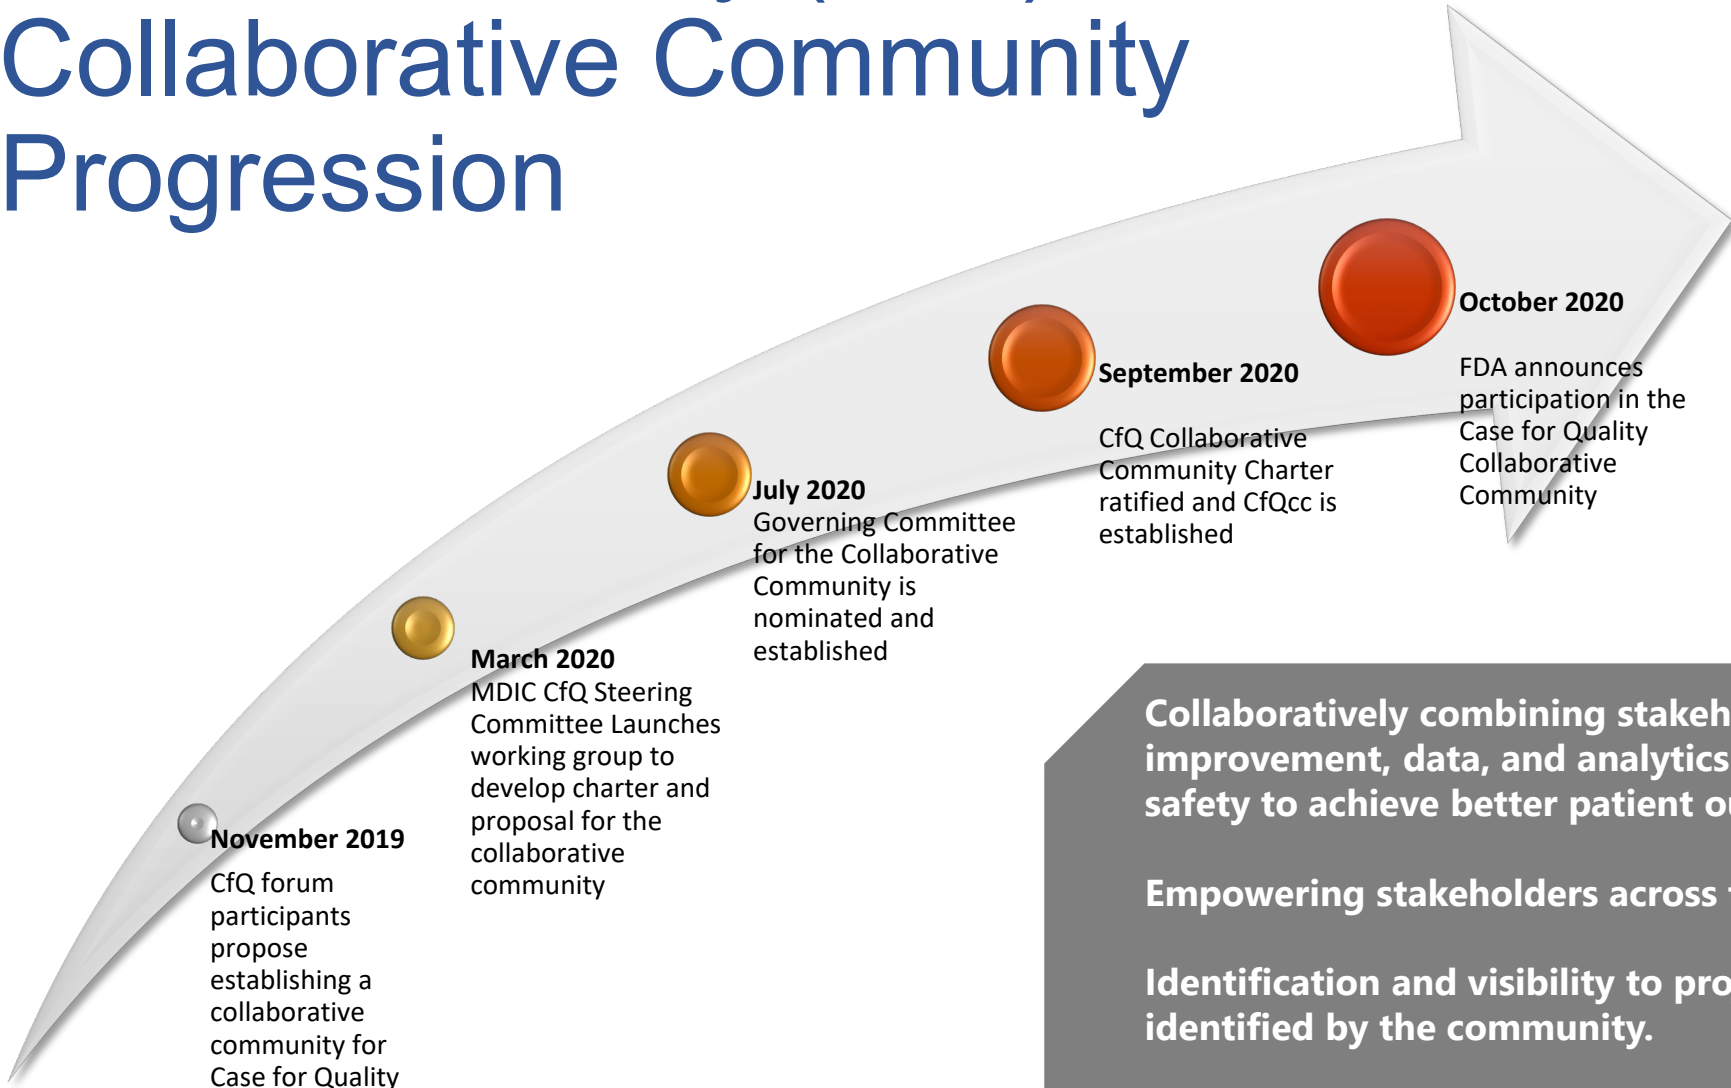 Collaborative Community
Progression
October 2020
FDA announces
participation in the
Case for Quality
Collaborative
Community
September 2020
CfQ Collaborative
Community Charter
ratified and CfQcc is
established
July 2020
Governing Committee
for the Collaborative
Community is
nominated and
established
March 2020
MDIC CfQ Steering
Committee Launches
working group to
develop charter and
proposal for the
collaborative
community
November 2019
CfQ forum
participants
propose
establishing a
collaborative
community for
Case for Quality
Collaboratively combining
improvement, data, and analytics
safety to achieve better patient
Empowering stakeholders across
Identification and visibility to
identified by the community.